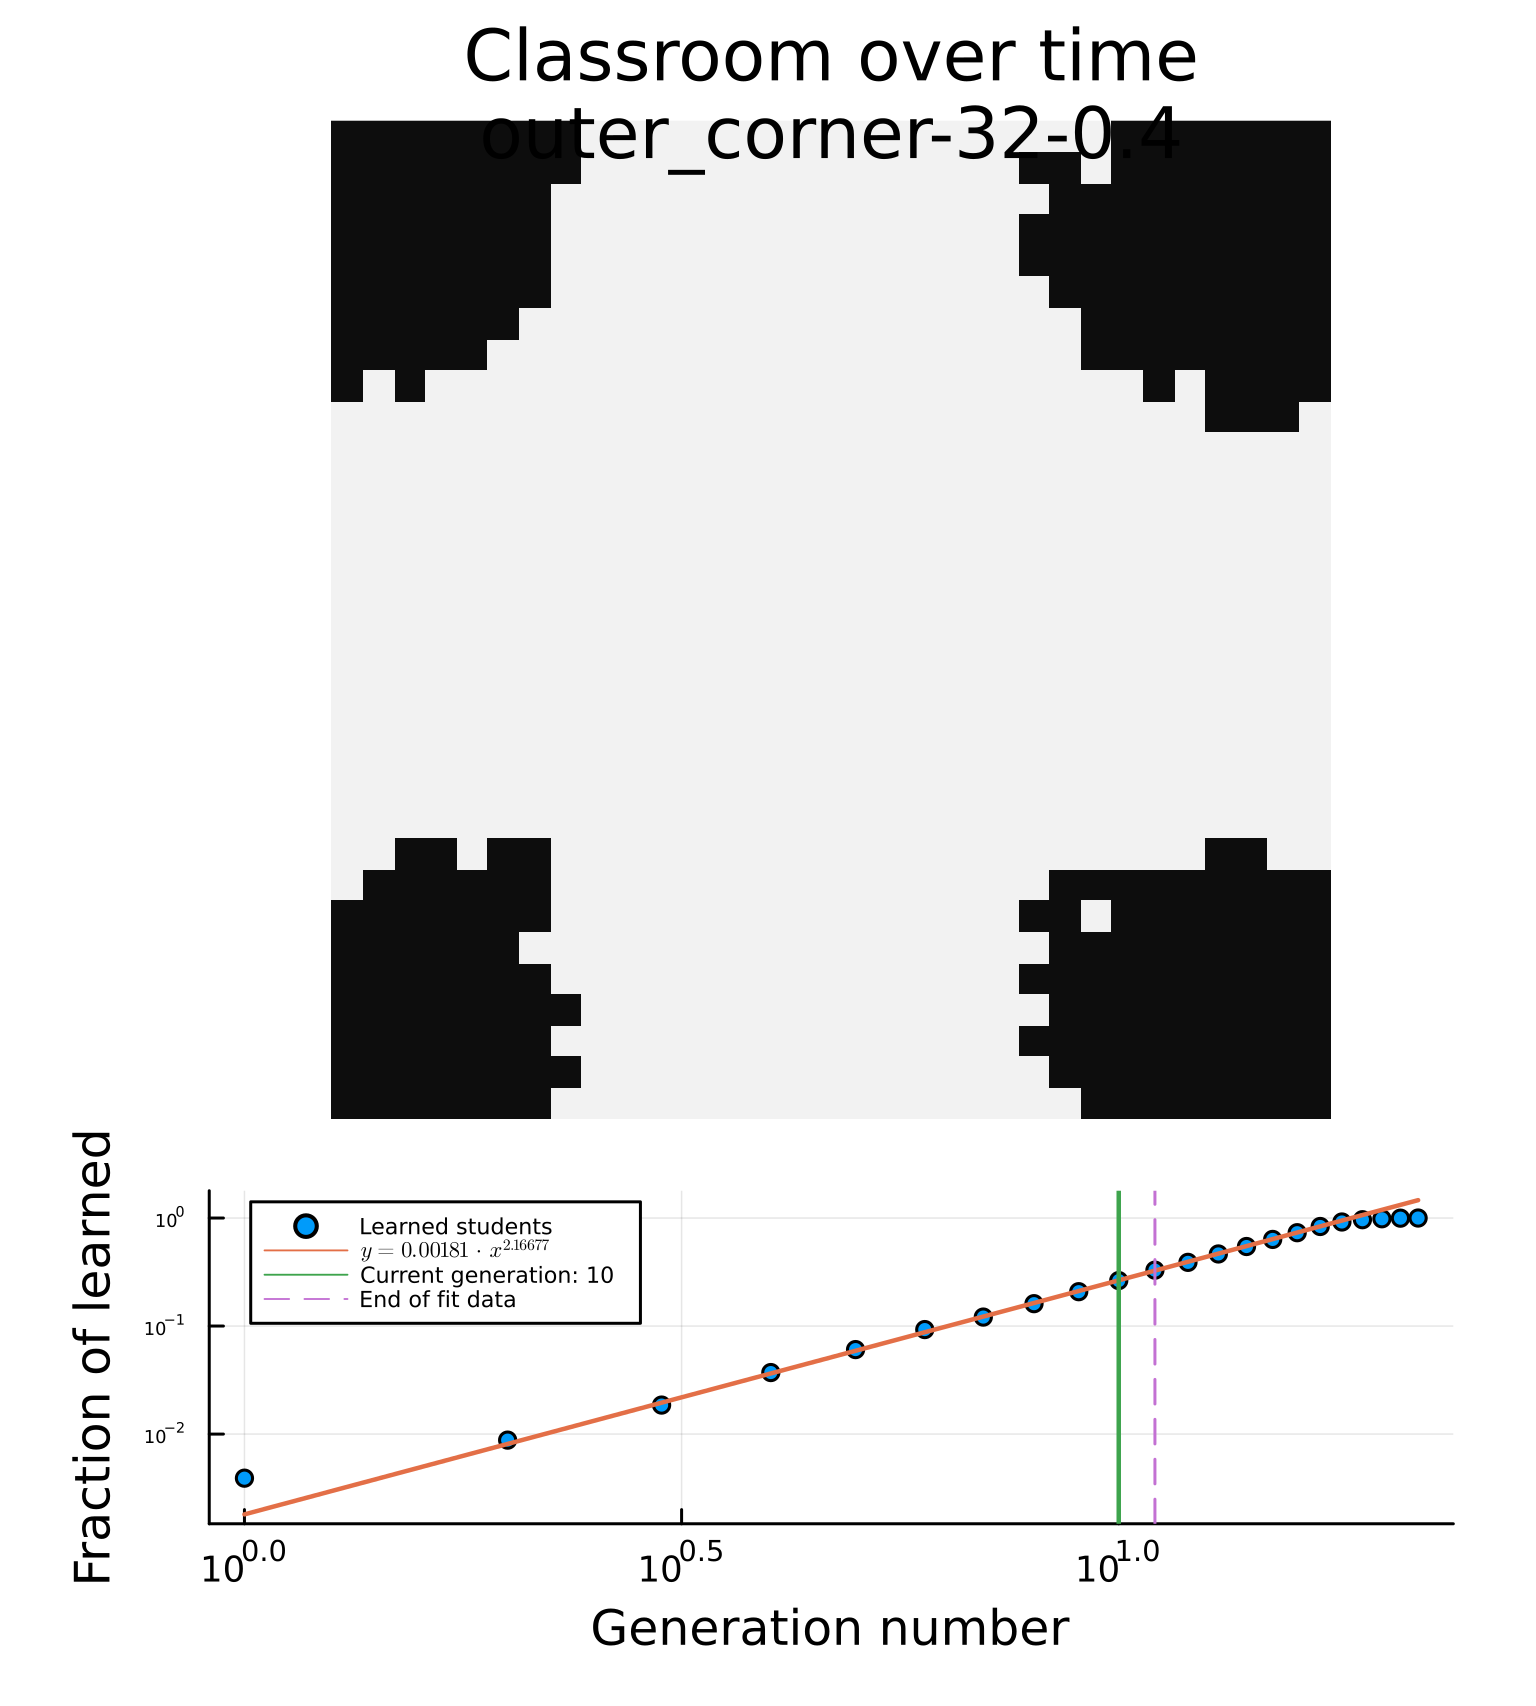 Classroom over time
outer_corner-32-0.4
Fraction of learned
10⁰
10⁻¹
10⁻²
Learned students
y = 0.00181 · x^2.16677
Current generation: 10
End of fit data
10^0.0
10^0.5
10^1.0
Generation number